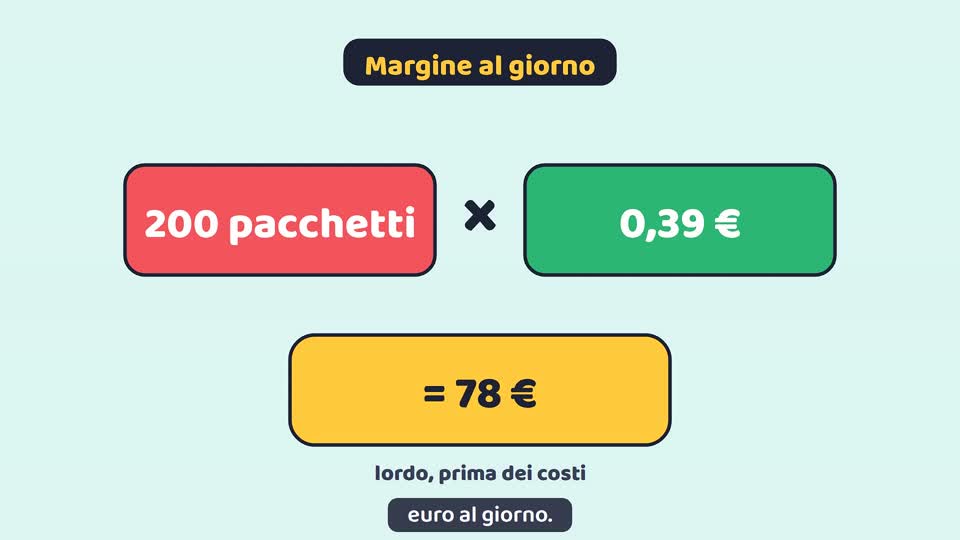 Margine al giorno
200 pacchetti × 0,39 €
= 78 €
lordo, prima dei costi
euro al giorno.